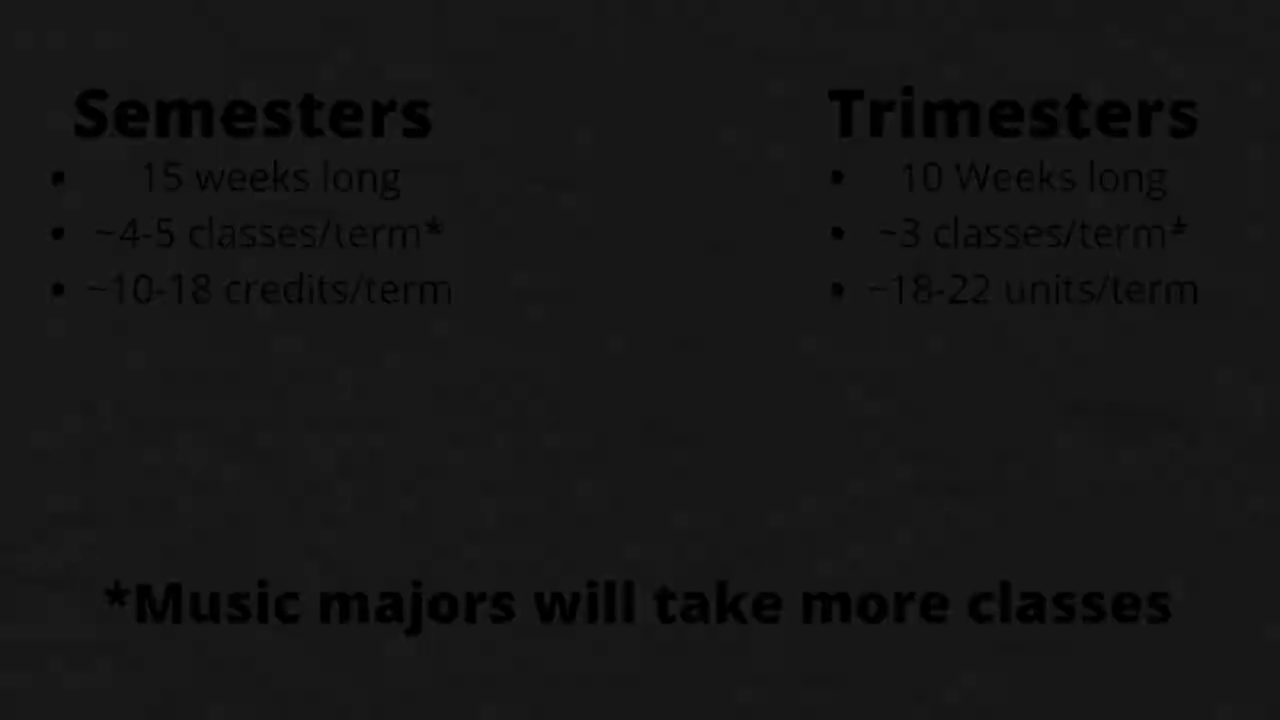 Semesters
• 15 weeks long
• ~4-5 classes/term*
• ~10-18 credits/term
Trimesters
• 10 Weeks long
• ~3 classes/term*
• ~18-22 units/term
*Music majors will take more classes